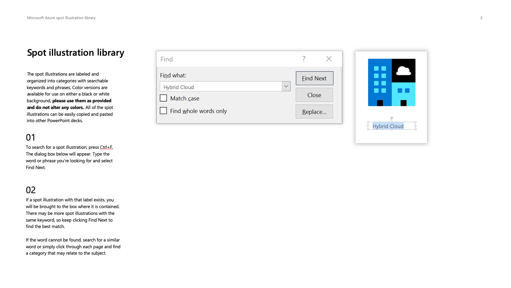 Microsoft Azure spot illustration library
3
Spot illustration library
The spot illustrations are labeled and
organized into categories with searchable
keywords and phrases. Color versions are
available for use on either a black or white
background, please use them as provided
and do not alter any colors. All of the spot
illustrations can be easily copied and pasted
into other PowerPoint decks.
01
To search for a spot illustration, press Ctrl+F.
The dialog box below will appear. Type the
word or phrase you're looking for and select
Find Next.
02
If a spot illustration with that label exists, you
will be brought to the box where it is contained.
There may be more spot illustrations with the
same keyword, so keep clicking Find Next to
find the best match.
If the word cannot be found, search for a similar
word or simply click through each page and find
a category that may relate to the subject.
Find
?
Find what:
Hybrid Cloud
Match case
Find whole words only
Find Next
Close
Replace...
Hybrid Cloud